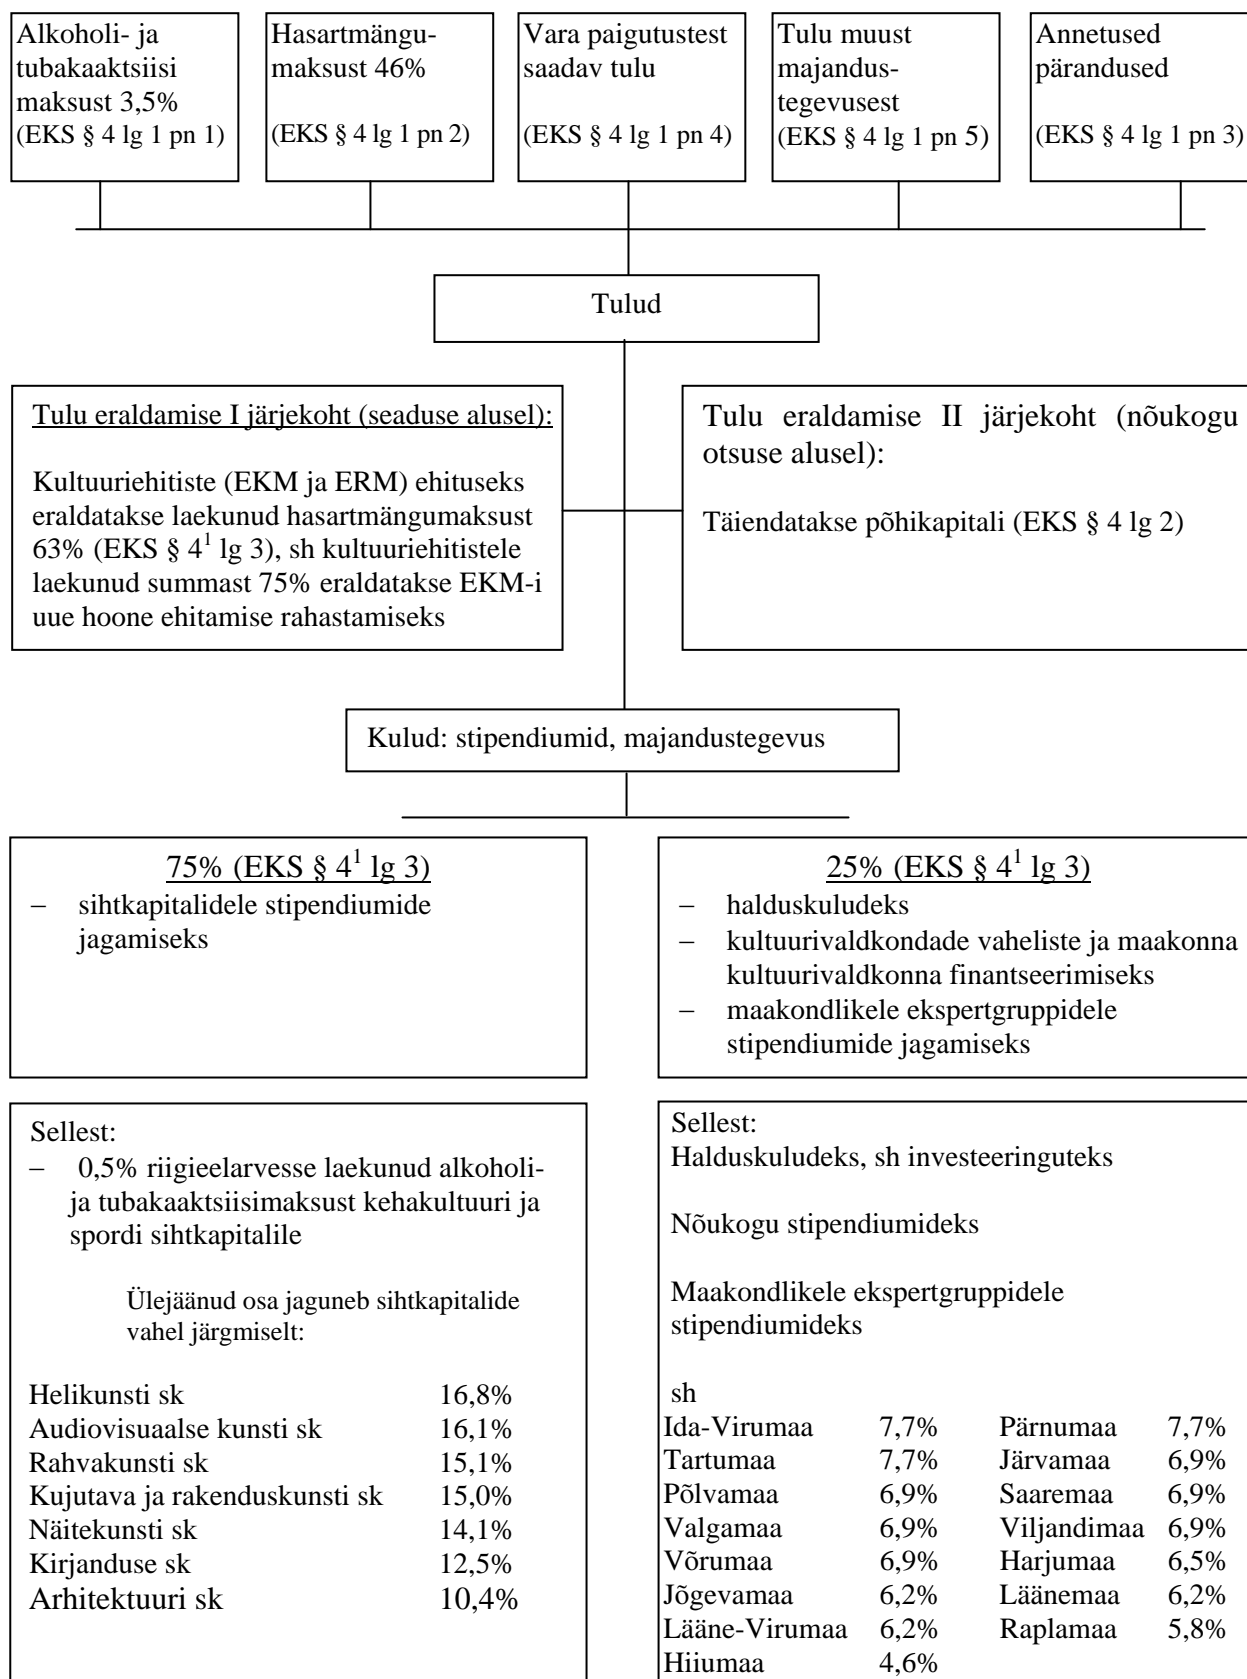 Alkoholi- ja
tubakaaktsiisi
maksust 3,5%
(EKS § 4 lg 1 pn 1)
Hasartmängu-
maksust 46%
(EKS § 4 lg 1 pn 2)
Vara paigutustest
saadav tulu
(EKS § 4 lg 1 pn 4)
Tulu muust
majandus-
tegevusest
(EKS § 4 lg 1 pn 5)
Annetused
pärandused
(EKS § 4 lg 1 pn 3)
Tulud
Tulu eraldamise I järjekoht (seaduse alusel):
Kultuuriehitiste (EKM ja ERM) ehituseks
eraldatakse laekunud hasartmängumaksust
63% (EKS § 4¹ lg 3), sh kultuuriehitistele
laekunud summast 75% eraldatakse EKM-i
uue hoone ehitamise rahastamiseks
Tulu eraldamise II järjekoht (nõukogu
otsuse alusel):
Täiendatakse põhikapitali (EKS § 4 lg 2)
Kulud: stipendiumid, majandustegevus
75% (EKS § 4¹ lg 3)
– sihtkapitalidele stipendiumide
jagamiseks
25% (EKS § 4¹ lg 3)
– halduskuludeks
– kultuurivaldkondade vaheliste ja maakonna
kultuurivaldkonna finantseerimiseks
– maakondlikele ekspertgruppidele
stipendiumide jagamiseks
Sellest:
– 0,5% riigieelarvesse laekunud alkoholi-
ja tubakaaktsiisimaksust kehakultuuri ja
spordi sihtkapitalile
Ülejäänud osa jaguneb sihtkapitalide
vahel järgmiselt:
Helikunsti sk 16,8%
Audiovisuaalse kunsti sk 16,1%
Rahvakunsti sk 15,1%
Kujutava ja rakenduskunsti sk 15,0%
Näitekunsti sk 14,1%
Kirjanduse sk 12,5%
Arhitektuuri sk 10,4%
Sellest:
Halduskuludeks, sh investeeringuteks
Nõukogu stipendiumideks
Maakondlikele ekspertgruppidele
stipendiumideks
sh
Ida-Virumaa 7,7% Pärnumaa 7,7%
Tartumaa 7,7% Järvamaa 6,9%
Põlvamaa 6,9% Saaremaa 6,9%
Valgamaa 6,9% Viljandimaa 6,9%
Võrumaa 6,9% Harjumaa 6,5%
Jõgevamaa 6,2% Läänemaa 6,2%
Lääne-Virumaa 6,2% Raplamaa 5,8%
Hiiumaa 4,6%